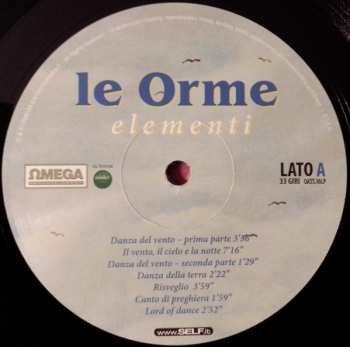 le Orme
elementi
ΩMEGA
LATO A
33 GIRI
Danza del vento – prima parte 3'36"
Il vento, il cielo e la notte 7'16"
Danza del vento – seconda parte 1'29"
Danza della terra 2'22"
Risveglio 3'59"
Canto di preghiera 1'59"
Lord of dance 2'52"
www.SELF.it